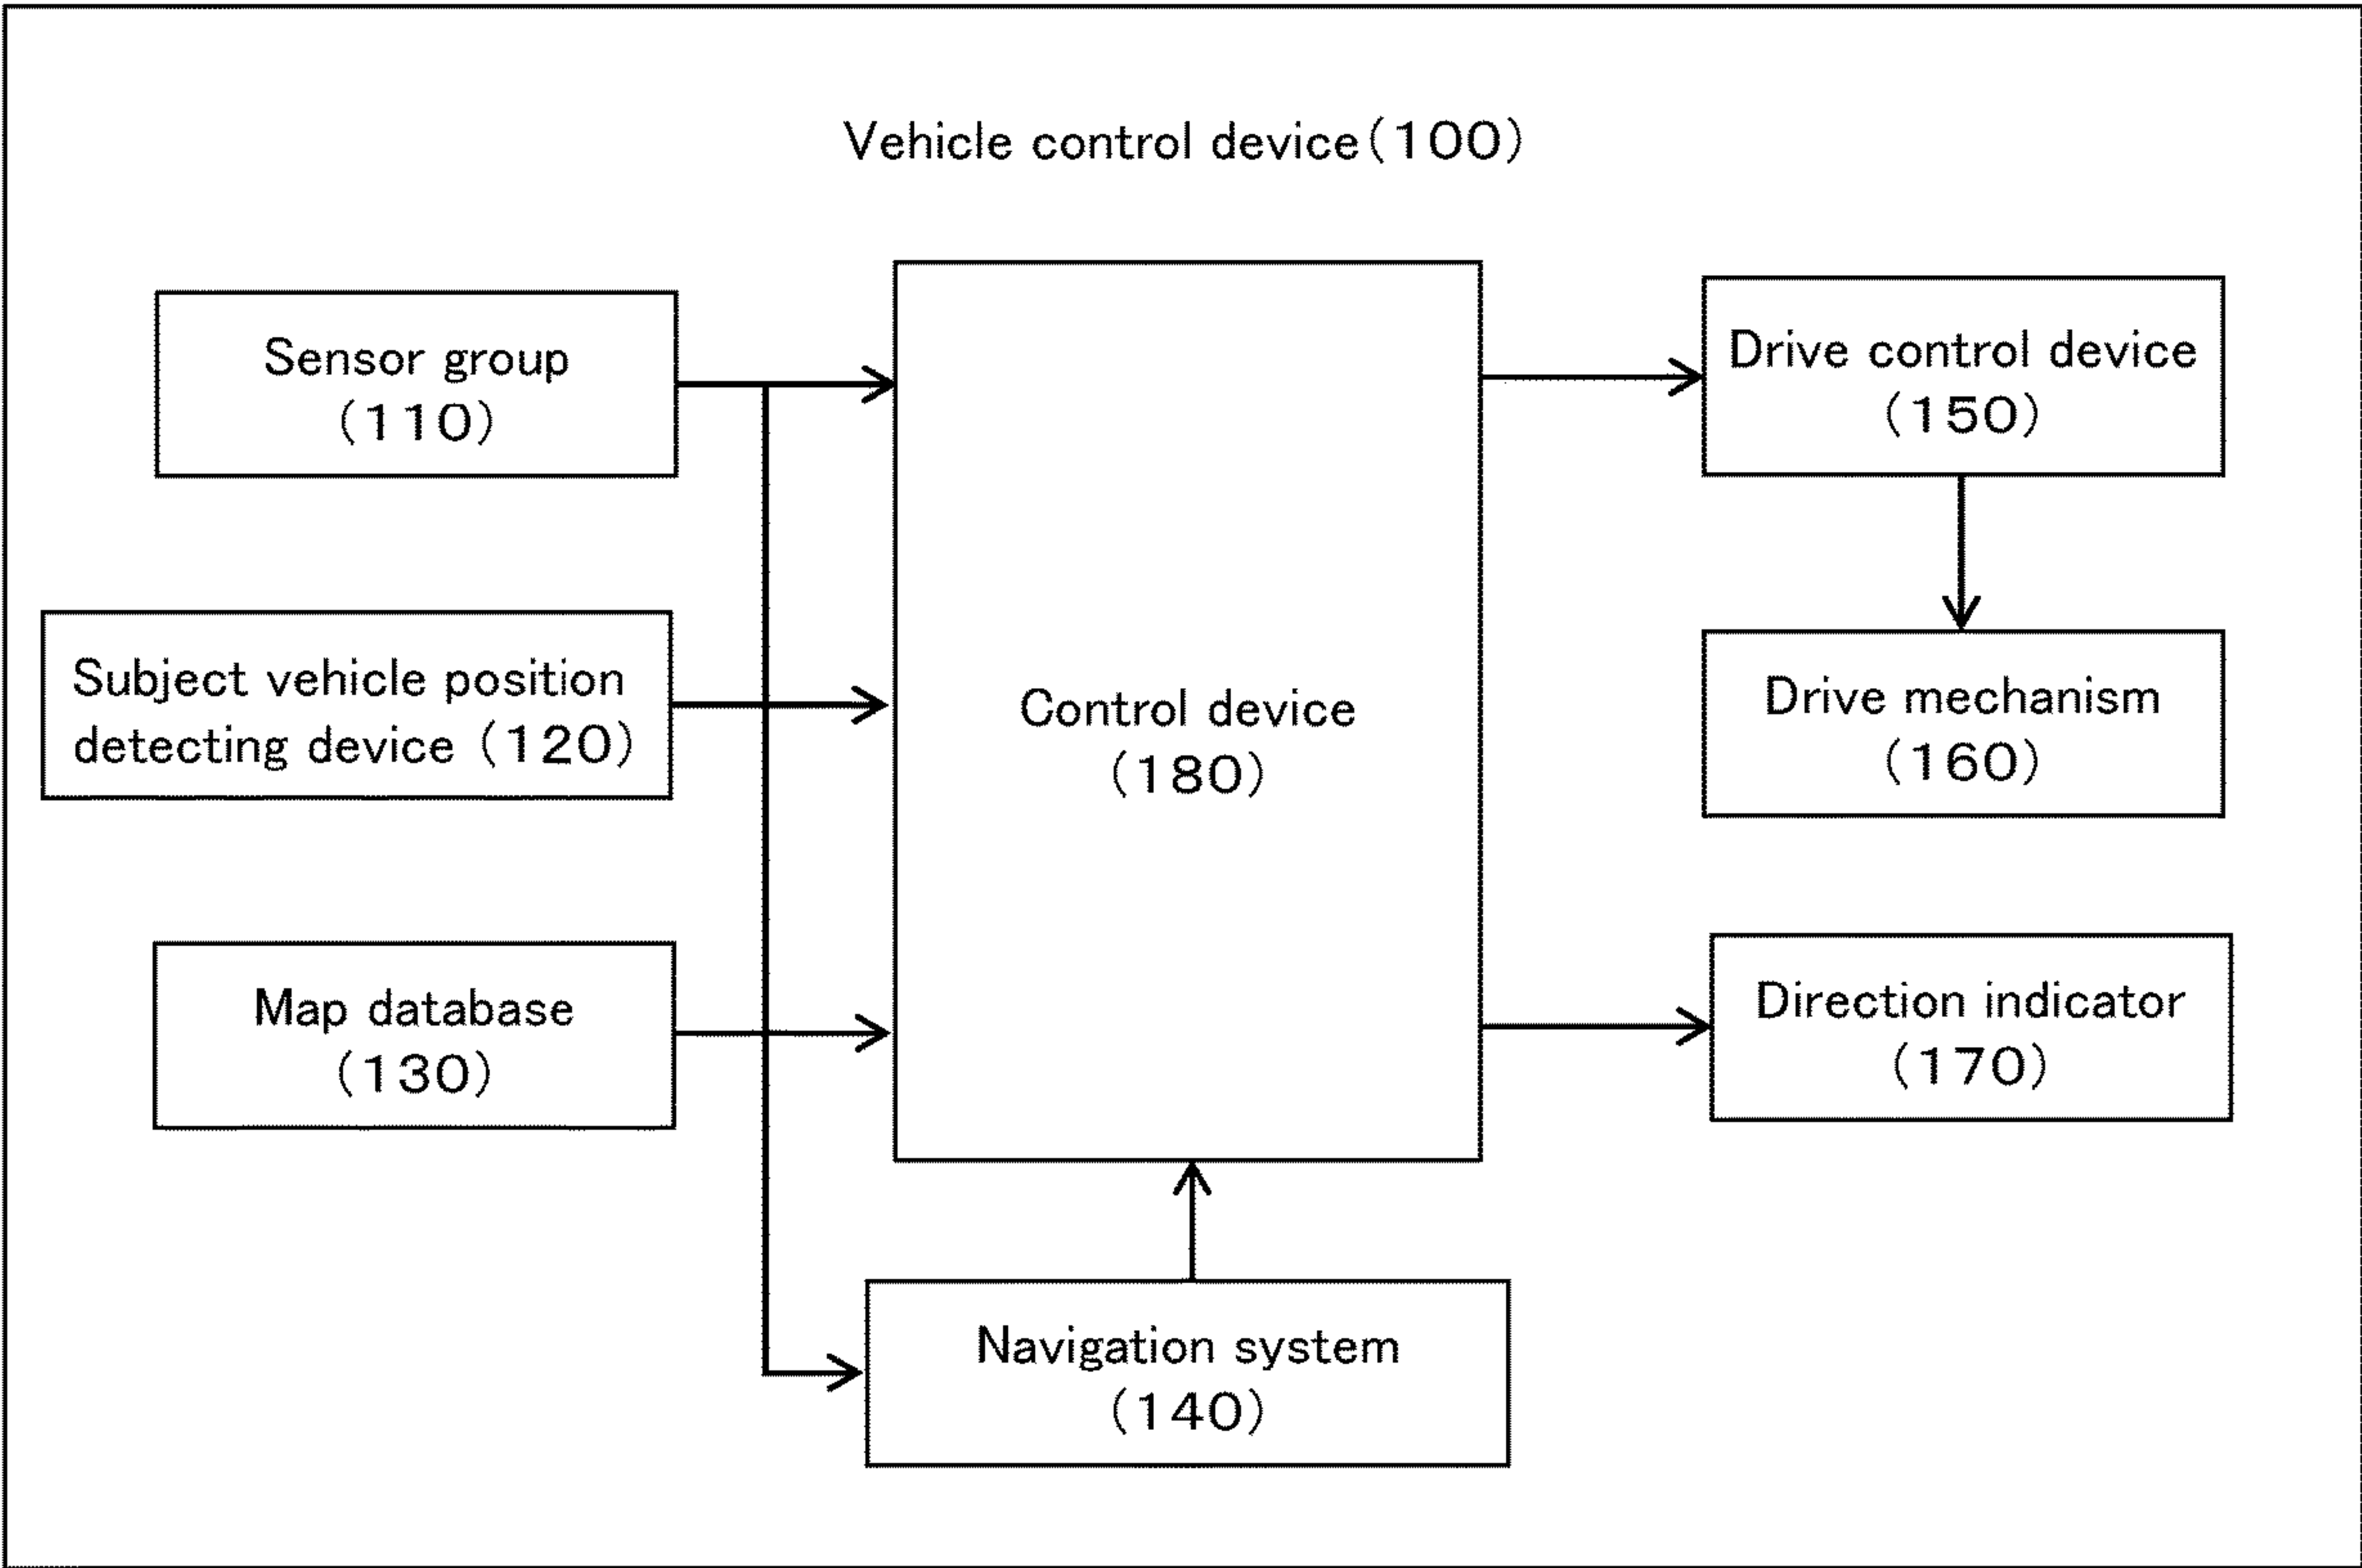 Vehicle control device(100)
Sensor group
(110)
Subject vehicle position
detecting device (120)
Map database
(130)
Control device
(180)
Navigation system
(140)
Drive control device
(150)
Drive mechanism
(160)
Direction indicator
(170)